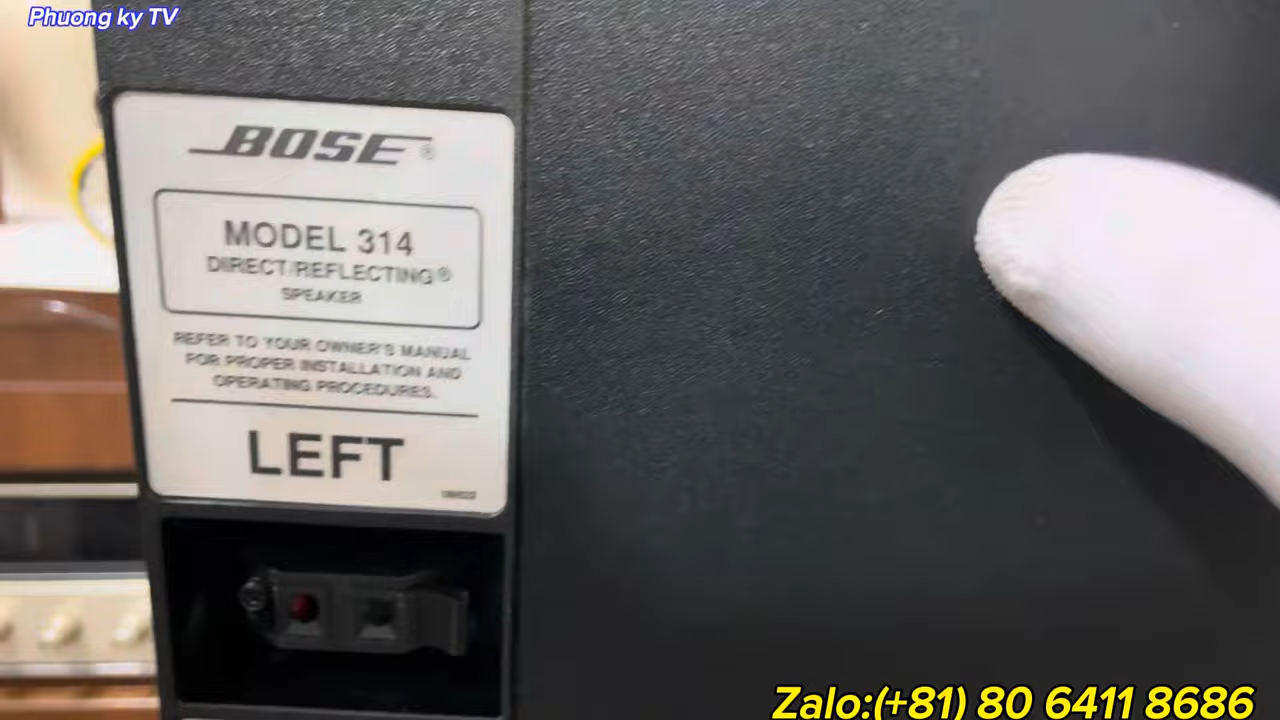 Phuong ky TV
BOSE®
MODEL 314
DIRECT/REFLECTING®
SPEAKER
REFER TO YOUR OWNER'S MANUAL
FOR PROPER INSTALLATION AND
OPERATING PROCEDURES.
LEFT
Zalo:(+81) 80 6411 8686